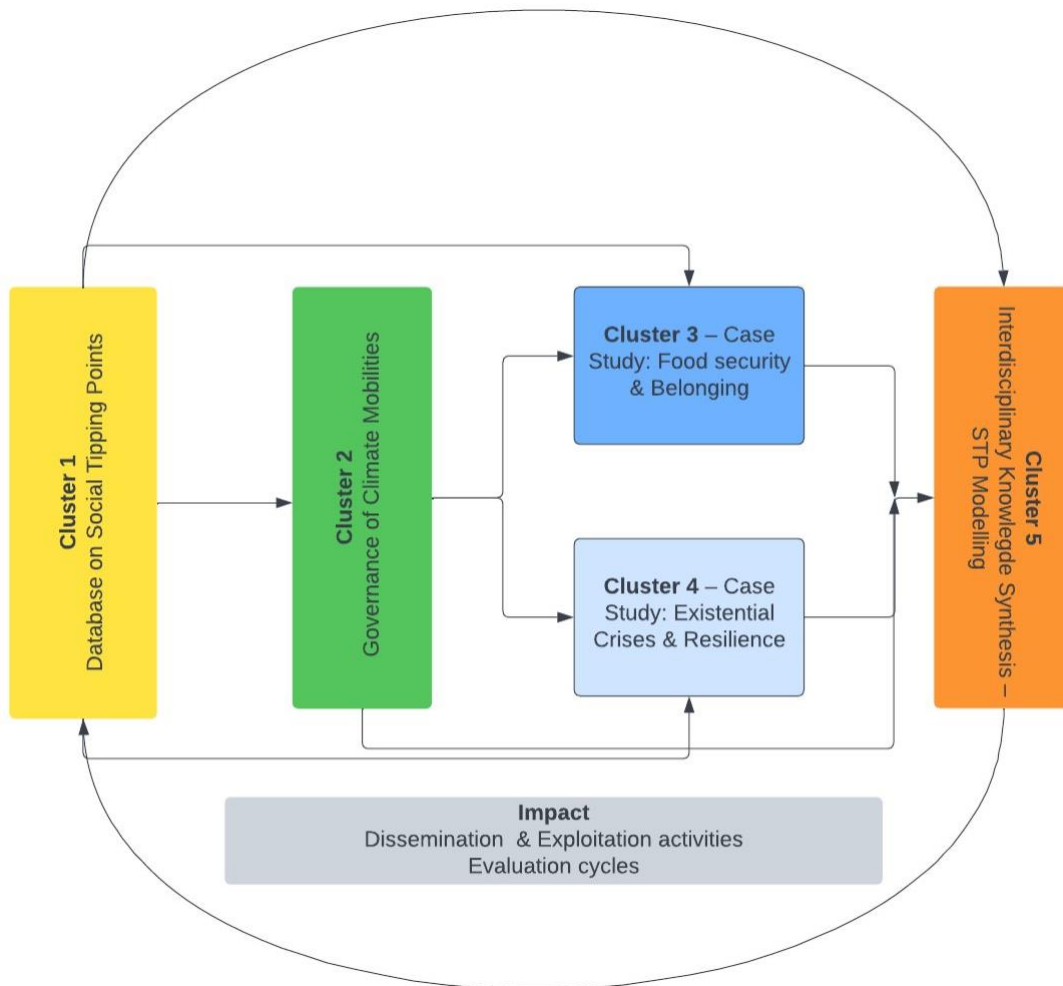 Cluster 1
Database on Social Tipping Points
Cluster 2
Governance of Climate Mobilities
Cluster 3 – Case
Study: Food security
& Belonging
Cluster 4 – Case
Study: Existential
Crises & Resilience
Cluster 5
Interdisciplinary Knowlegde Synthesis –
STP Modelling
Impact
Dissemination & Exploitation activities
Evaluation cycles